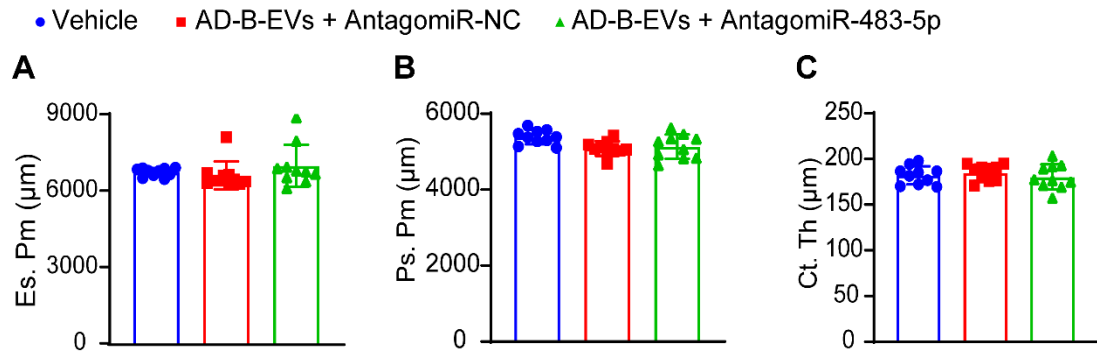 Vehicle AD-B-EVs + AntagomiR-NC AD-B-EVs + AntagomiR-483-5p
A
Es. Pm (μm)
9000
6000
3000
0
B
Ps. Pm (μm)
6000
4000
2000
0
C
Ct. Th (μm)
250
200
150
100
50
0